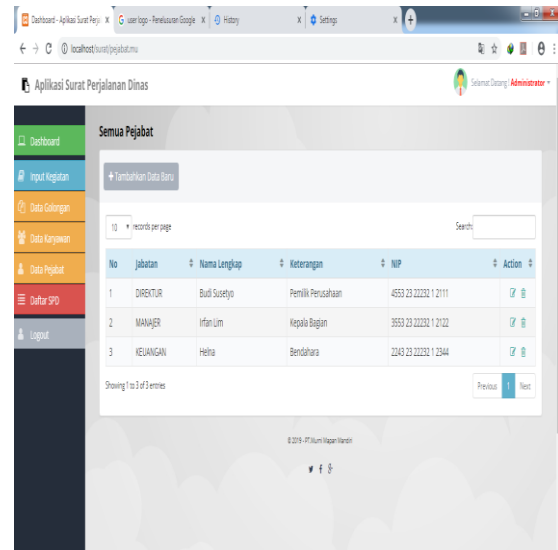 Dashboard - Aplikasi Surat Perja
user logo - Penelusuran Google
History
Settings
localhost/surat/pejabat.mu
Aplikasi Surat Perjalanan Dinas
Selamat Datang ! Administrator
Dashboard
Input Kegiatan
Data Golongan
Data Karyawan
Data Pejabat
Daftar SPD
Logout
Semua Pejabat
+ Tambahkan Data Baru
10 records per page
Search:
No Jabatan Nama Lengkap Keterangan NIP Action
1 DIREKTUR Budi Susetyo Pemilik Perusahaan 4553 23 22232 1 2111
2 MANAJER Irfan Lim Kepala Bagian 3553 23 22232 1 2122
3 KEUANGAN Helna Bendahara 2243 23 22232 1 2344
Showing 1 to 3 of 3 entries
Previous 1 Next
© 2019 - PT.Murni Mapan Mandiri